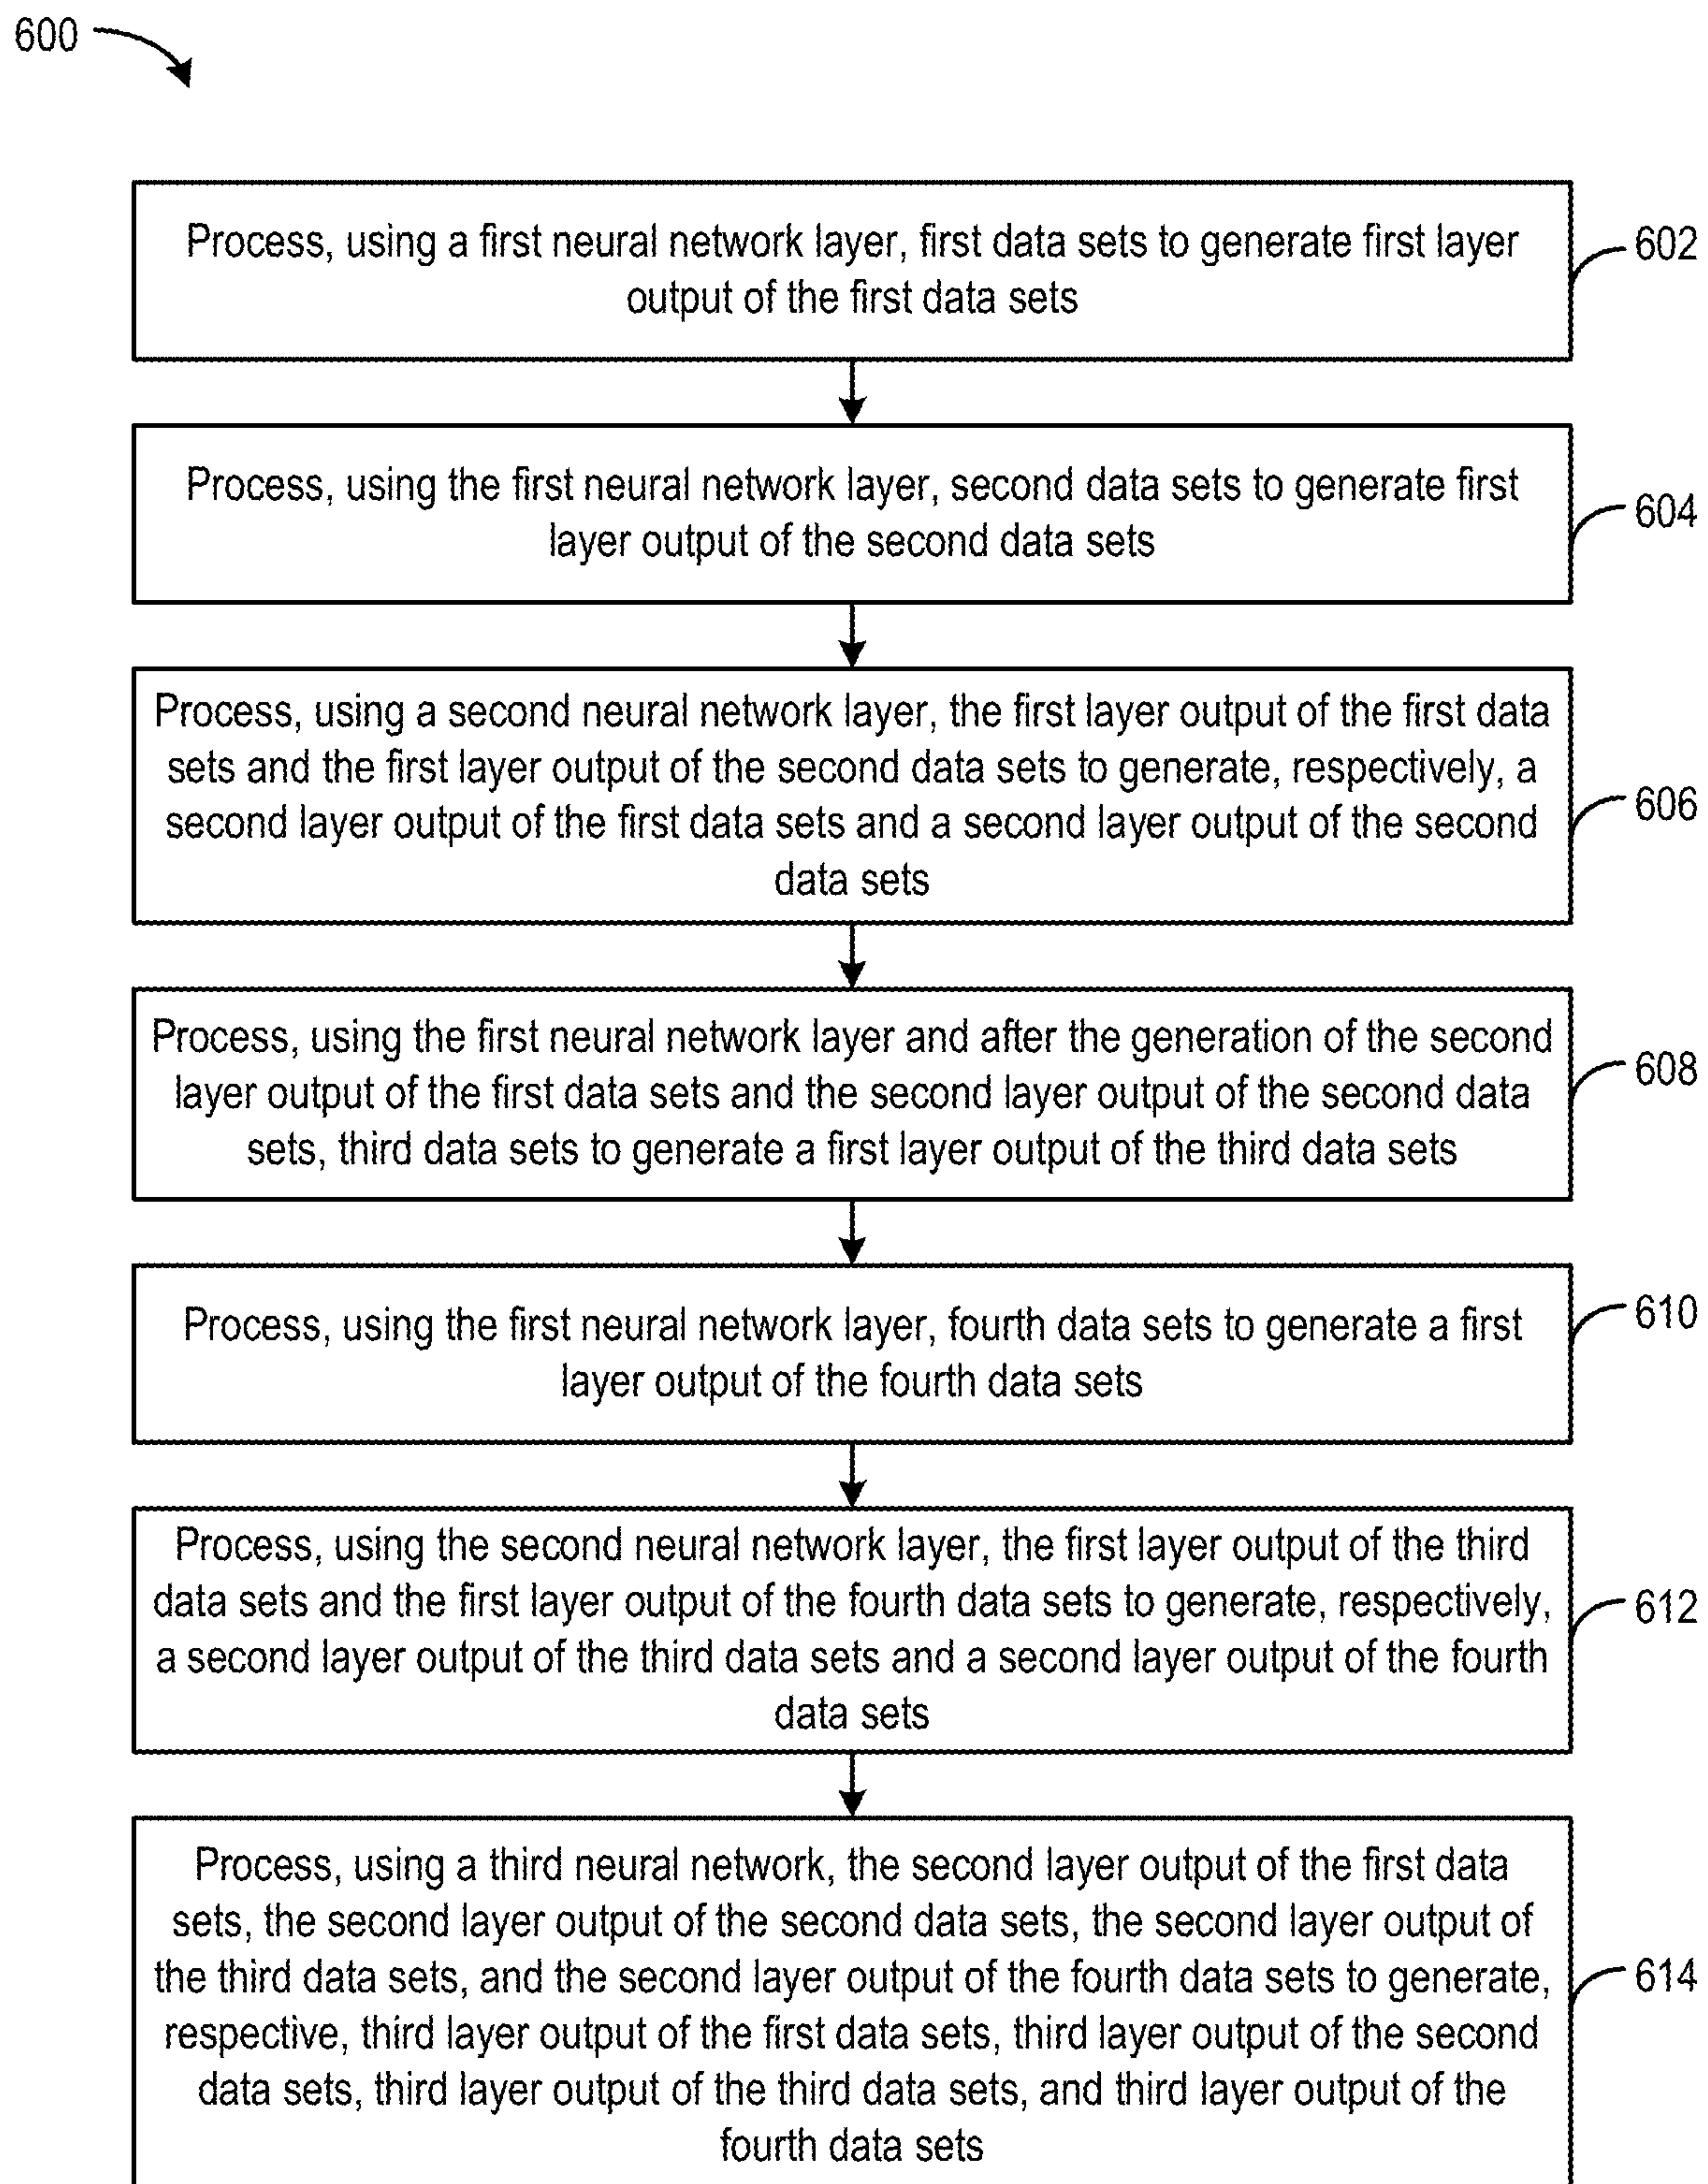 600
Process, using a first neural network layer, first data sets to generate first layer
output of the first data sets
602
Process, using the first neural network layer, second data sets to generate first
layer output of the second data sets
604
Process, using a second neural network layer, the first layer output of the first data
sets and the first layer output of the second data sets to generate, respectively, a
second layer output of the first data sets and a second layer output of the second
data sets
606
Process, using the first neural network layer and after the generation of the second
layer output of the first data sets and the second layer output of the second data
sets, third data sets to generate a first layer output of the third data sets
608
Process, using the first neural network layer, fourth data sets to generate a first
layer output of the fourth data sets
610
Process, using the second neural network layer, the first layer output of the third
data sets and the first layer output of the fourth data sets to generate, respectively,
a second layer output of the third data sets and a second layer output of the fourth
data sets
612
Process, using a third neural network, the second layer output of the first data
sets, the second layer output of the second data sets, the second layer output of
the third data sets, and the second layer output of the fourth data sets to generate,
respective, third layer output of the first data sets, third layer output of the second
data sets, third layer output of the third data sets, and third layer output of the
fourth data sets
614